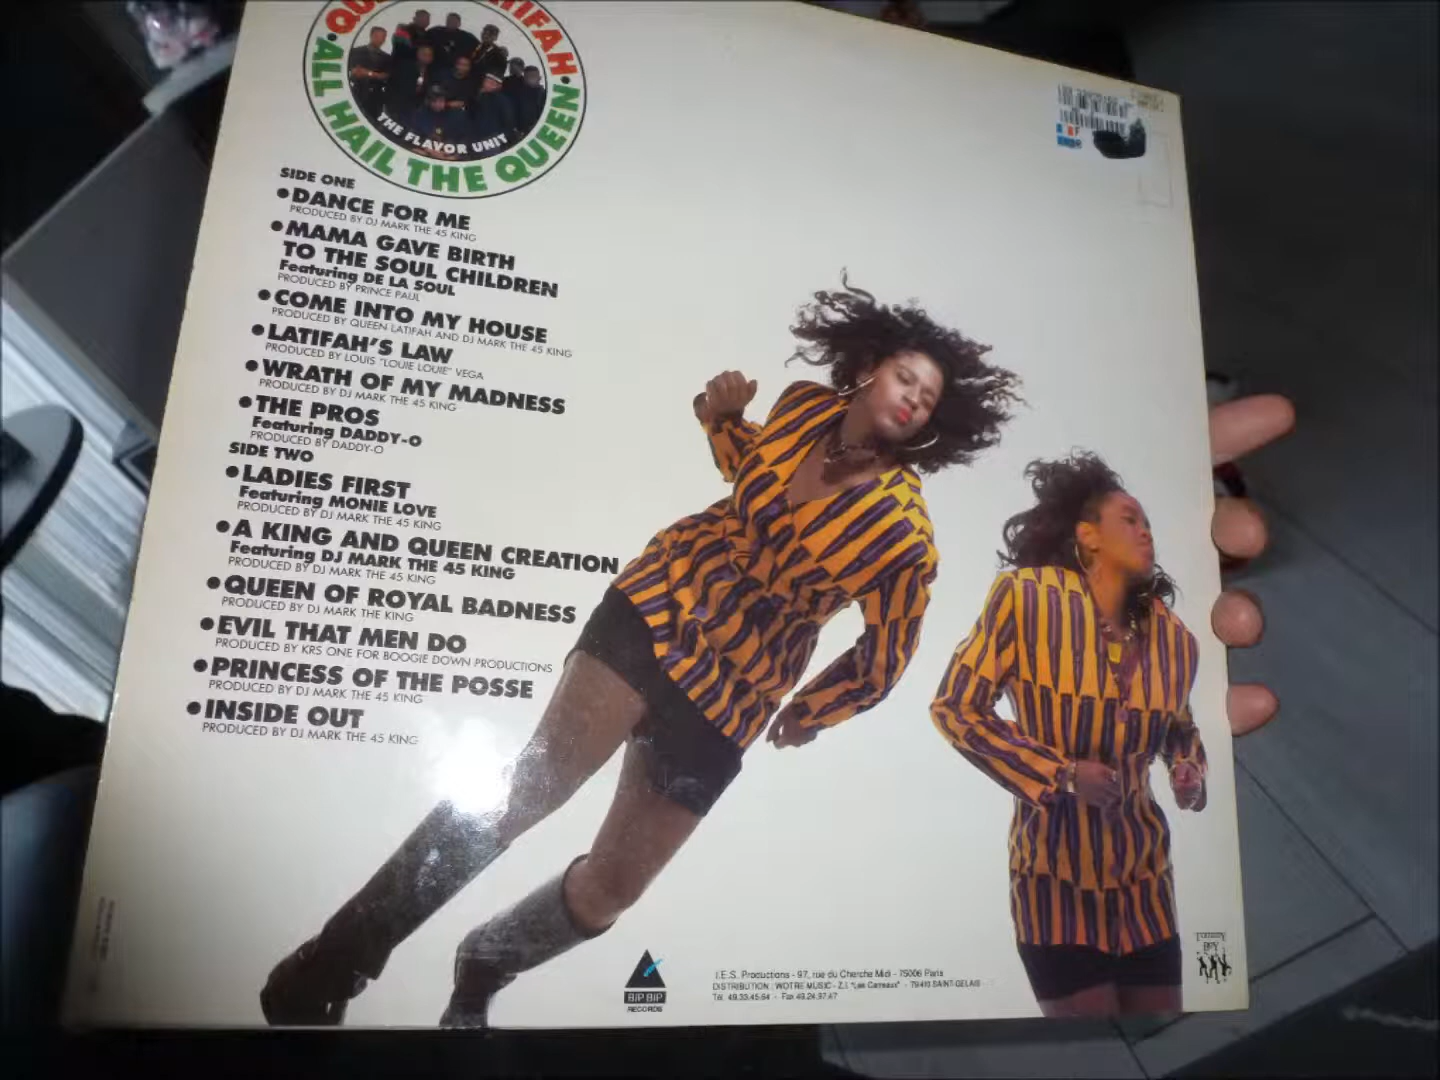 ALL HAIL THE QUEEN
THE FLAVOR UNIT
SIDE ONE
•DANCE FOR ME
PRODUCED BY DJ MARK THE 45 KING
•MAMA GAVE BIRTH
TO THE SOUL CHILDREN
Featuring DE LA SOUL
PRODUCED BY PRINCE PAUL
•COME INTO MY HOUSE
PRODUCED BY QUEEN LATIFAH AND DJ MARK THE 45 KING
•LATIFAH'S LAW
PRODUCED BY LOUIS "LOUIE LOUIE" VEGA
•WRATH OF MY MADNESS
PRODUCED BY DJ MARK THE 45 KING
•THE PROS
Featuring DADDY-O
PRODUCED BY DADDY-O
SIDE TWO
•LADIES FIRST
Featuring MONIE LOVE
PRODUCED BY DJ MARK THE 45 KING
•A KING AND QUEEN CREATION
Featuring DJ MARK THE 45 KING
PRODUCED BY DJ MARK THE 45 KING
•QUEEN OF ROYAL BADNESS
PRODUCED BY DJ MARK THE KING
•EVIL THAT MEN DO
PRODUCED BY KRS ONE FOR BOOGIE DOWN PRODUCTIONS
•PRINCESS OF THE POSSE
PRODUCED BY DJ MARK THE 45 KING
•INSIDE OUT
PRODUCED BY DJ MARK THE 45 KING
BIP BIP
RECORDS
I.E.S. Productions - 97, rue du Cherche Midi - 75006 Paris
DISTRIBUTION : WOTRE MUSIC - Z.I. "Les Carreaux" - 79410 SAINT-GELAIS
Tél. 49.33.45.64 - Fax 49.24.97.47
TOMMY
BOY